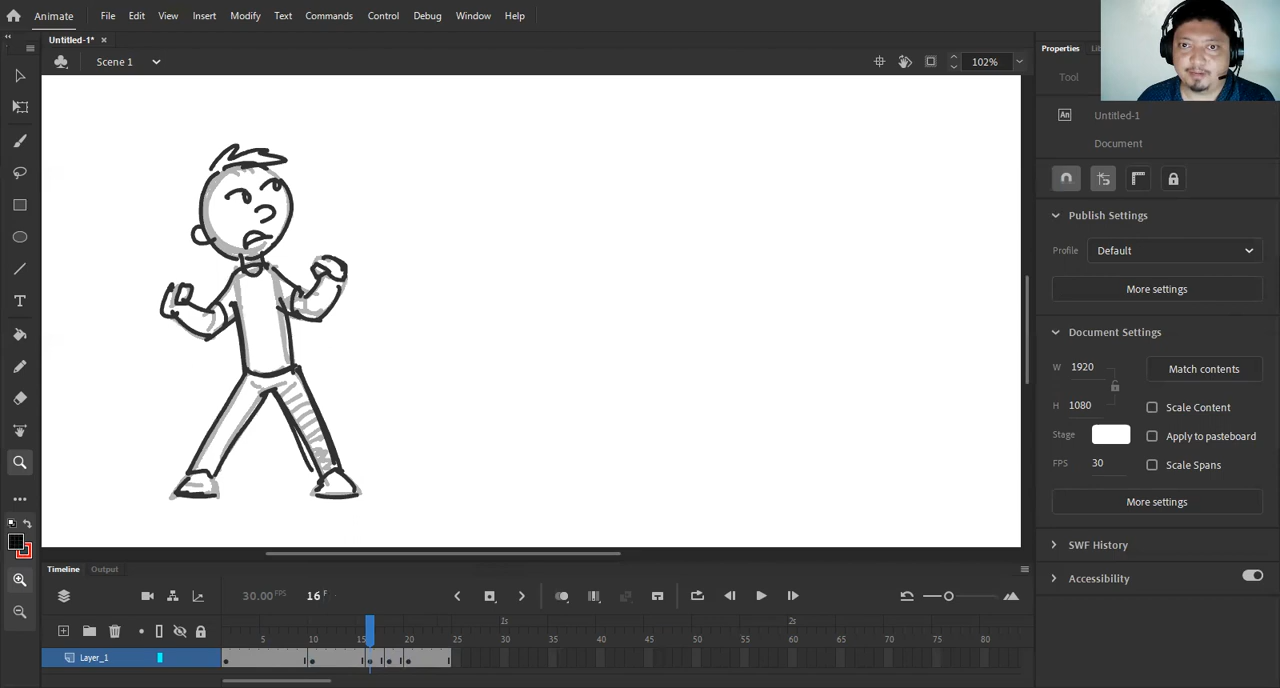 Animate File Edit View Insert Modify Text Commands Control Debug Window Help
Untitled-1*
Scene 1 102%
Properties
Tool
An Untitled-1
Document
Publish Settings
Profile Default
More settings
Document Settings
W 1920 Match contents
H 1080 Scale Content
Stage Apply to pasteboard
FPS 30 Scale Spans
More settings
SWF History
Accessibility
Timeline Output
30.00 FPS 16 F
1s 2s
5 10 15 20 25 30 35 40 45 50 55 60 65 70 75 80
Layer_1